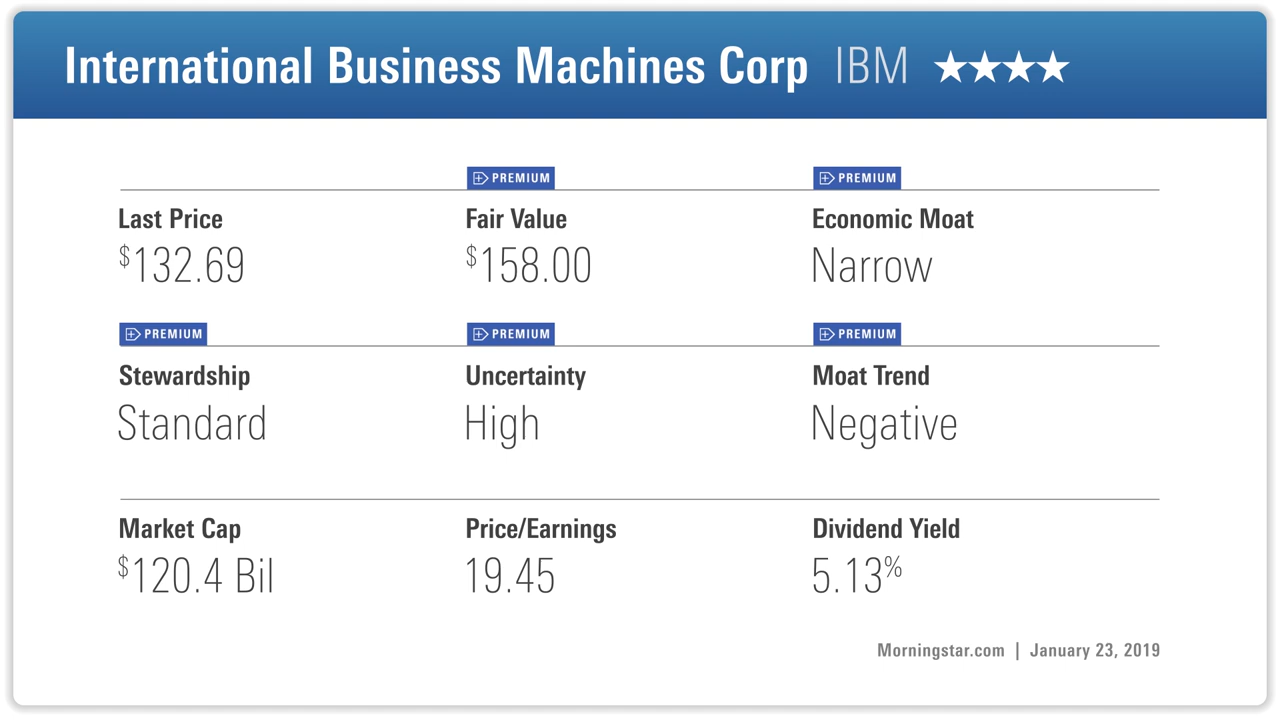 International Business Machines Corp IBM ★★★★
PREMIUM PREMIUM
Last Price Fair Value Economic Moat
$132.69 $158.00 Narrow
PREMIUM PREMIUM PREMIUM
Stewardship Uncertainty Moat Trend
Standard High Negative
Market Cap Price/Earnings Dividend Yield
$120.4 Bil 19.45 5.13%
Morningstar.com | January 23, 2019